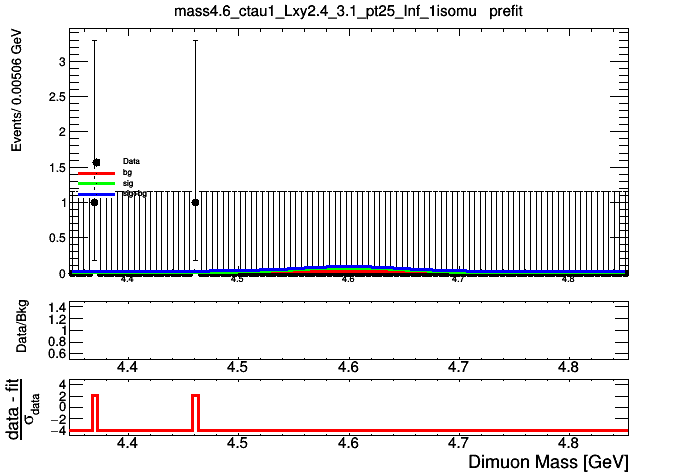 mass4.6_ctau1_Lxy2.4_3.1_pt25_Inf_1isomu prefit
Events/ 0.00506 GeV
3
2.5
2
1.5
1
0.5
0
Data
bg
sig
sig+bg
4.4 4.5 4.6 4.7 4.8
Data/Bkg
1.4
1.2
1
0.8
0.6
4.4 4.5 4.6 4.7 4.8
data - fit
σdata
4
2
0
−2
−4
4.4 4.5 4.6 4.7 4.8
Dimuon Mass [GeV]